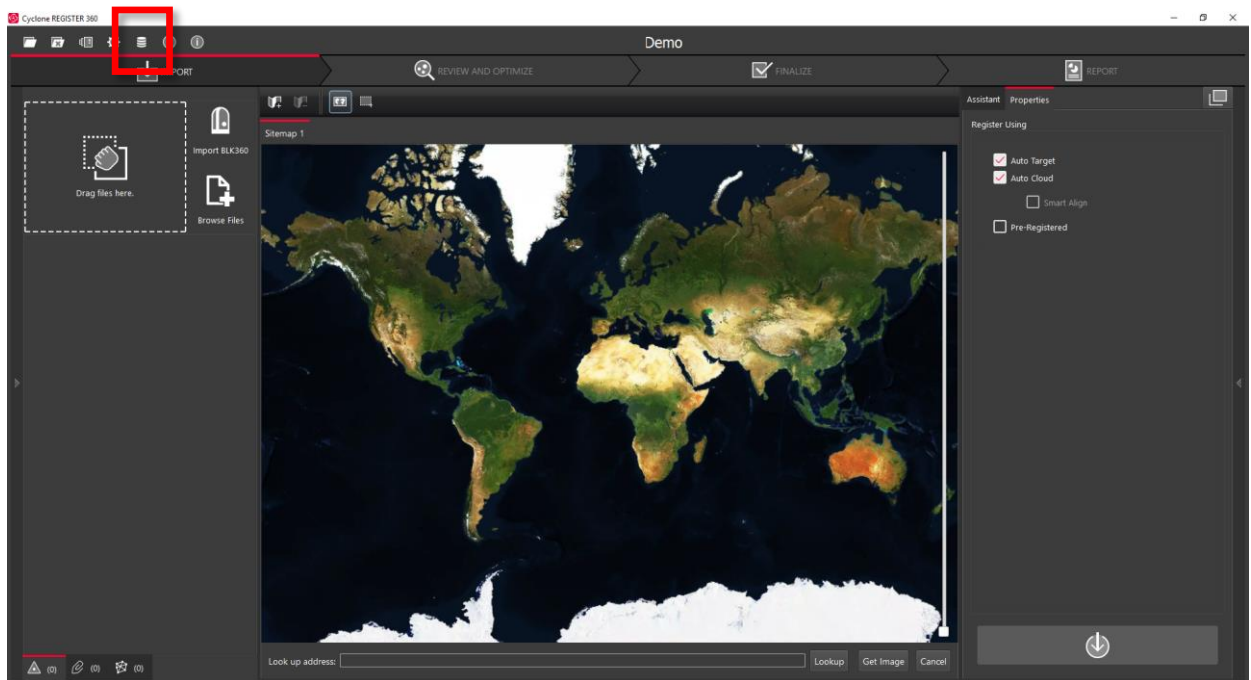 Cyclone REGISTER 360
Demo
REVIEW AND OPTIMIZE
FINALIZE
REPORT
Drag files here.
Import BLK360
Browse Files
Sitemap 1
Assistant Properties
Register Using
Auto Target
Auto Cloud
Smart Align
Pre-Registered
Look up address:
Lookup Get Image Cancel
(0) (0) (0)